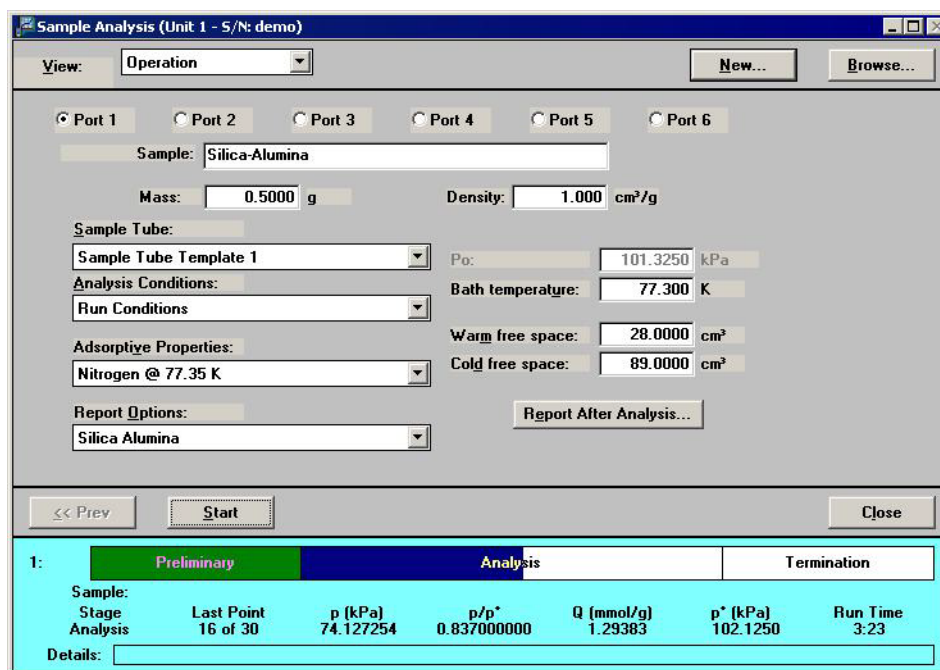 Sample Analysis (Unit 1 - S/N: demo)
View: Operation New... Browse...
Port 1 Port 2 Port 3 Port 4 Port 5 Port 6
Sample: Silica-Alumina
Mass: 0.5000 g Density: 1.000 cm³/g
Sample Tube:
Sample Tube Template 1 Po: 101.3250 kPa
Analysis Conditions: Bath temperature: 77.300 K
Run Conditions
Warm free space: 28.0000 cm³
Adsorptive Properties: Cold free space: 89.0000 cm³
Nitrogen @ 77.35 K
Report Options: Report After Analysis...
Silica Alumina
<< Prev Start Close
1: Preliminary Analysis Termination
Sample:
Stage Last Point p (kPa) p/p° Q (mmol/g) p° (kPa) Run Time
Analysis 16 of 30 74.127254 0.837000000 1.29383 102.1250 3:23
Details: